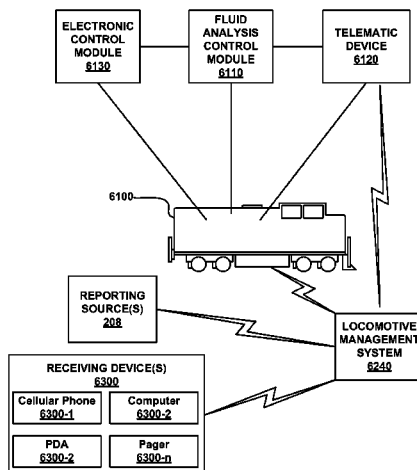 ELECTRONIC
CONTROL
MODULE
6130
FLUID
ANALYSIS
CONTROL
MODULE
6110
TELEMATIC
DEVICE
6120
6100
REPORTING
SOURCE(S)
208
LOCOMOTIVE
MANAGEMENT
SYSTEM
6240
RECEIVING DEVICE(S)
6300
Cellular Phone
6300-1
Computer
6300-2
PDA
6300-2
Pager
6300-n